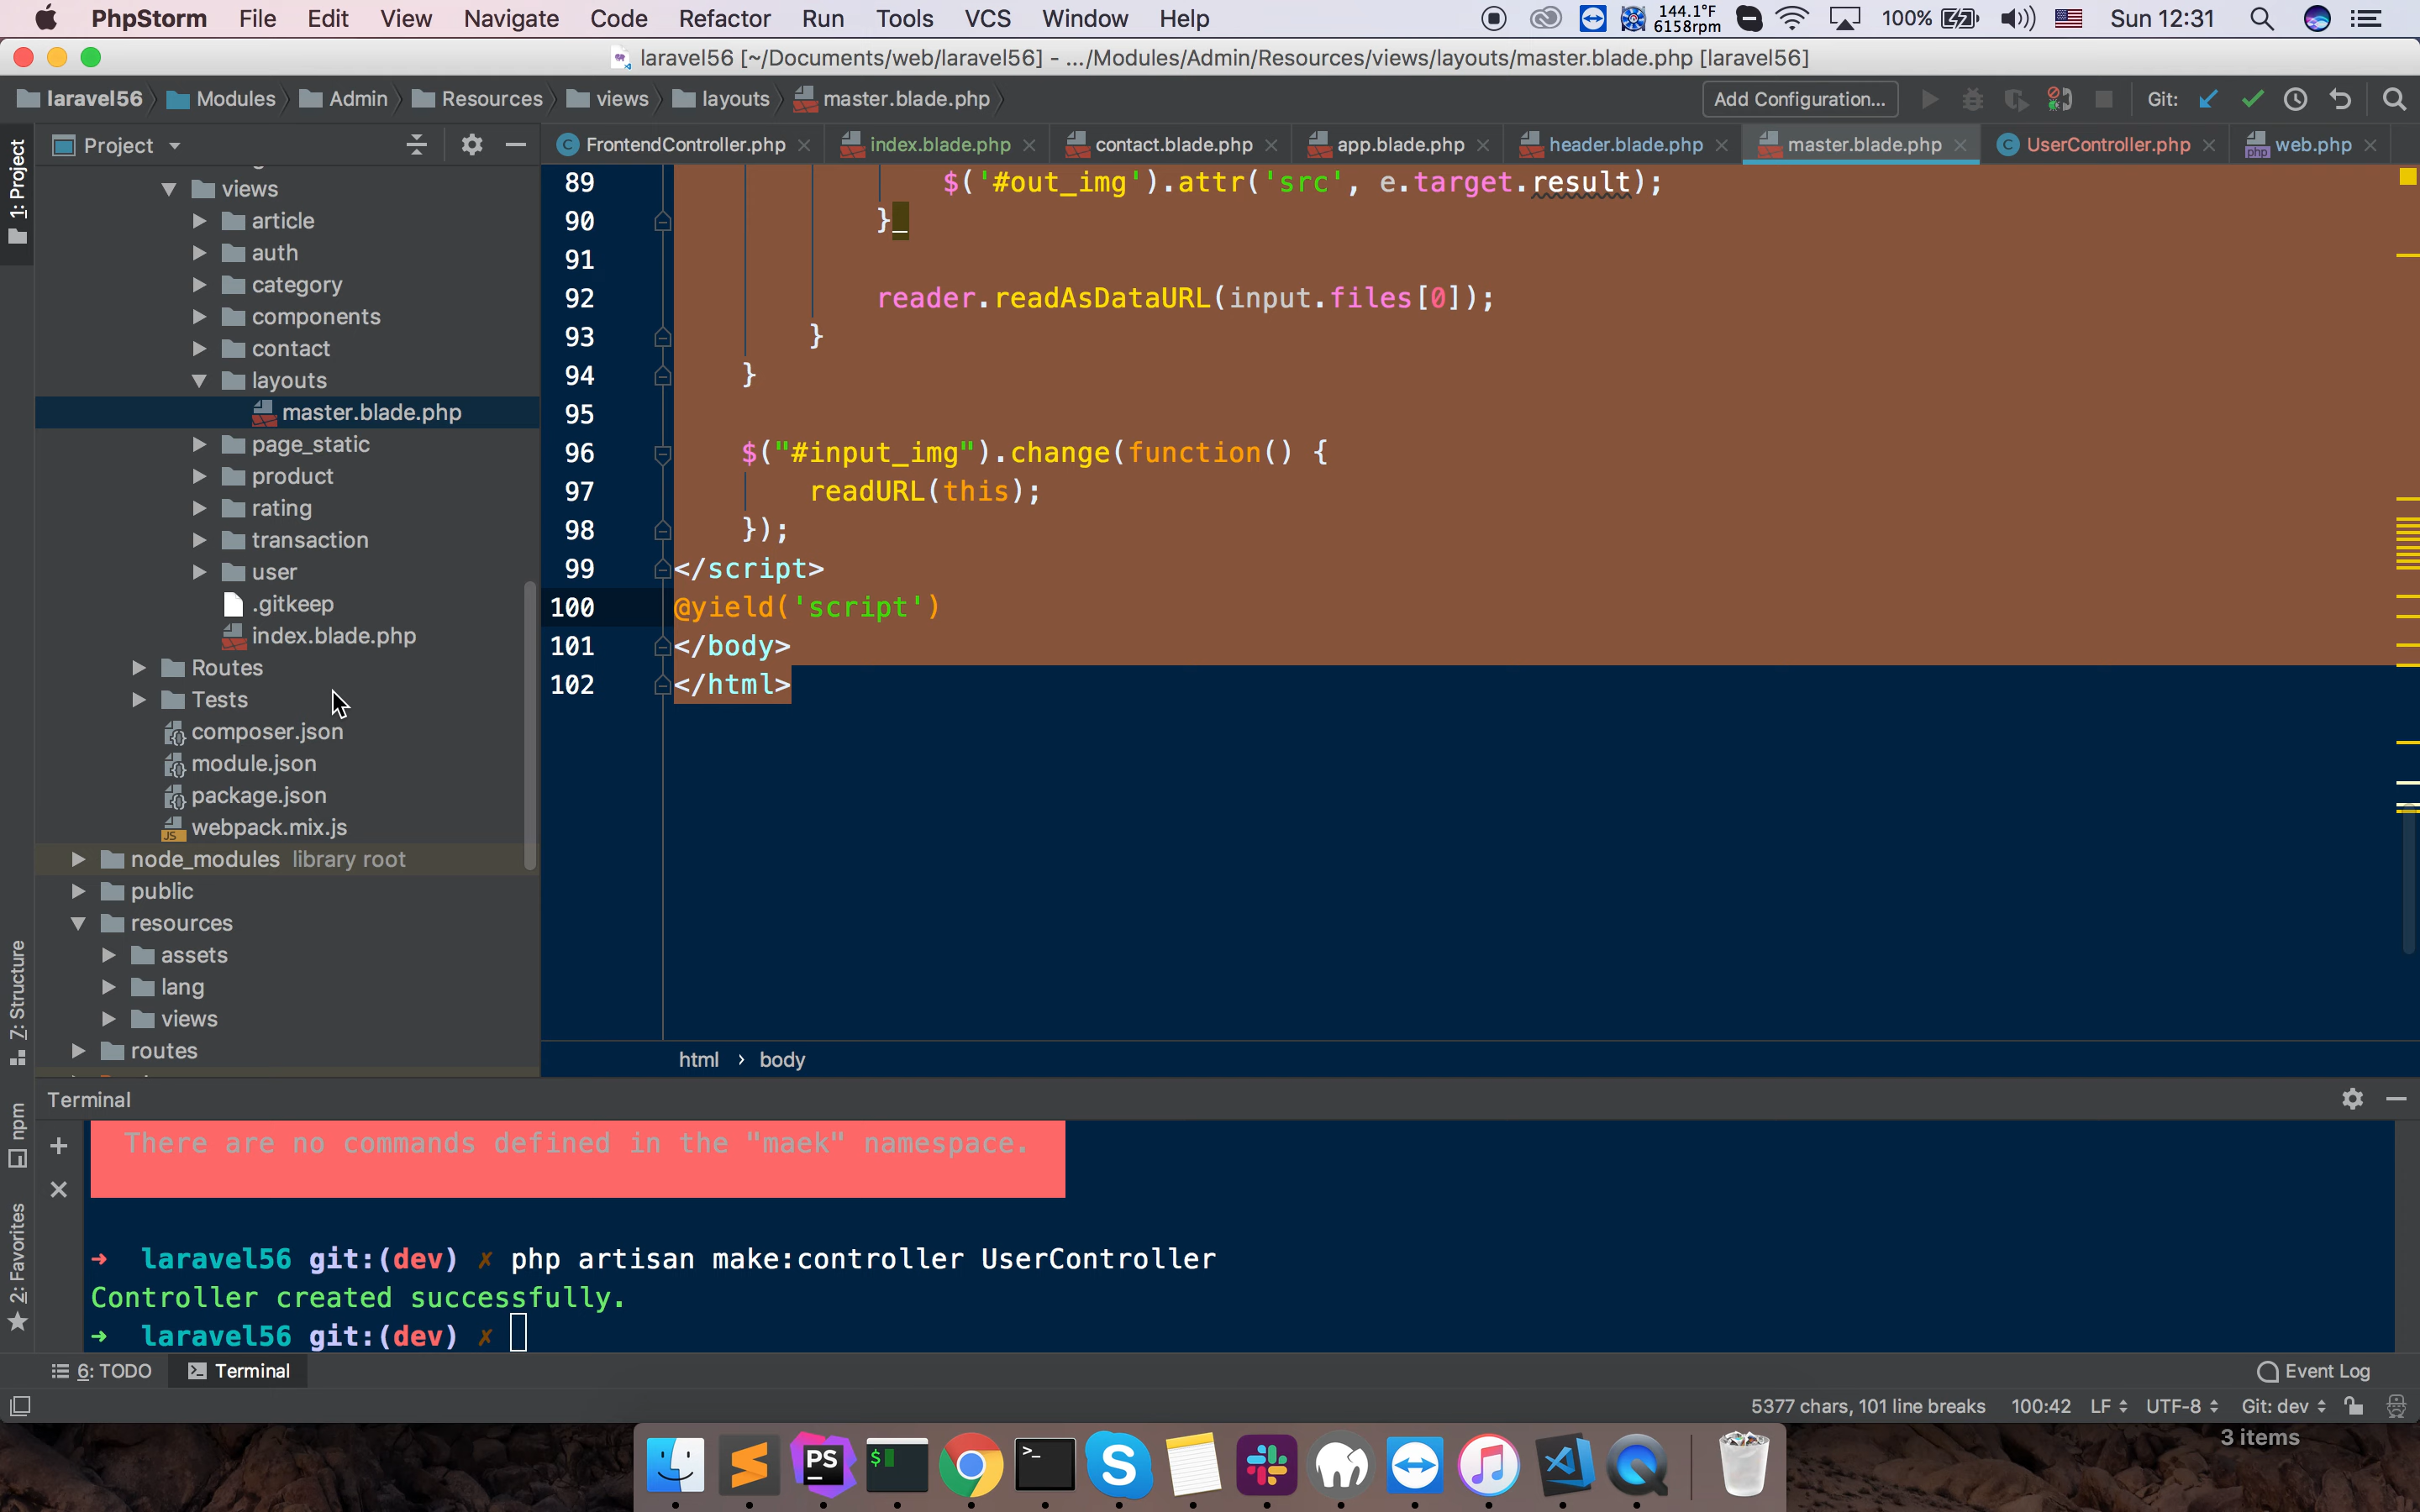 PhpStorm File Edit View Navigate Code Refactor Run Tools VCS Window Help 144.1°F 6158rpm 100% Sun 12:31
laravel56 [~/Documents/web/laravel56] - .../Modules/Admin/Resources/views/layouts/master.blade.php [laravel56]
laravel56 Modules Admin Resources views layouts master.blade.php Add Configuration... Git:
1: Project
Z: Structure
npm
2: Favorites
Project
views
article
auth
category
components
contact
layouts
master.blade.php
page_static
product
rating
transaction
user
.gitkeep
index.blade.php
Routes
Tests
composer.json
module.json
package.json
webpack.mix.js
node_modules library root
public
resources
assets
lang
views
routes
FrontendController.php index.blade.php contact.blade.php app.blade.php header.blade.php master.blade.php UserController.php web.php
89 $('#out_img').attr('src', e.target.result);
90 }
91
92 reader.readAsDataURL(input.files[0]);
93 }
94 }
95
96 $("#input_img").change(function() {
97 readURL(this);
98 });
99 </script>
100 @yield('script')
101 </body>
102 </html>
html › body
Terminal
There are no commands defined in the "maek" namespace.
➜ laravel56 git:(dev) ✗ php artisan make:controller UserController
Controller created successfully.
➜ laravel56 git:(dev) ✗
6: TODO Terminal Event Log
5377 chars, 101 line breaks 100:42 LF UTF-8 Git: dev
3 items
PS